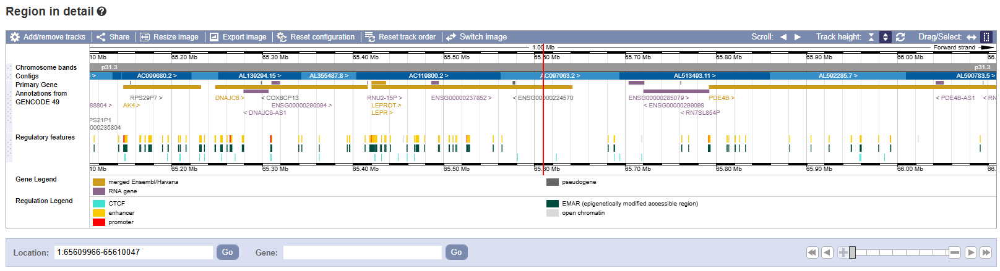 Region in detail
Add/remove tracks Share Resize image Export image Reset configuration Reset track order Switch image Scroll: Track height: Drag/Select:
1.00 Mb Forward strand
10 Mb 65.20 Mb 65.30 Mb 65.40 Mb 65.50 Mb 65.60 Mb 65.70 Mb 65.80 Mb 65.90 Mb 66.00 Mb 66.
Chromosome bands p31.3 p31.3
Contigs > AC099680.2 > AL139294.15 > AL355487.8 > AC119800.2 > AC097063.2 > AL513493.11 > AL592285.7 > AL590783.5 >
Primary Gene
Annotations from
GENCODE 49
RPS29P7 > DNAJC6 > < COX6CP13 RNU2-15P > ENSG00000237852 > < ENSG00000224570 ENSG00000285079 > PDE4B > < PDE4B-AS1 < RN
88804 > AK4 > ENSG00000290094 > LEPROT > < ENSG00000299098
< DNAJC6-AS1 LEPR > < RN7SL854P
PS21P1
000235804
Regulatory features
10 Mb 65.20 Mb 65.30 Mb 65.40 Mb 65.50 Mb 65.60 Mb 65.70 Mb 65.80 Mb 65.90 Mb 66.00 Mb 66.
Gene Legend merged Ensembl/Havana pseudogene
RNA gene
Regulation Legend CTCF EMAR (epigenetically modified accessible region)
enhancer open chromatin
promoter
Location: 1:65609966-65610047 Go Gene: Go